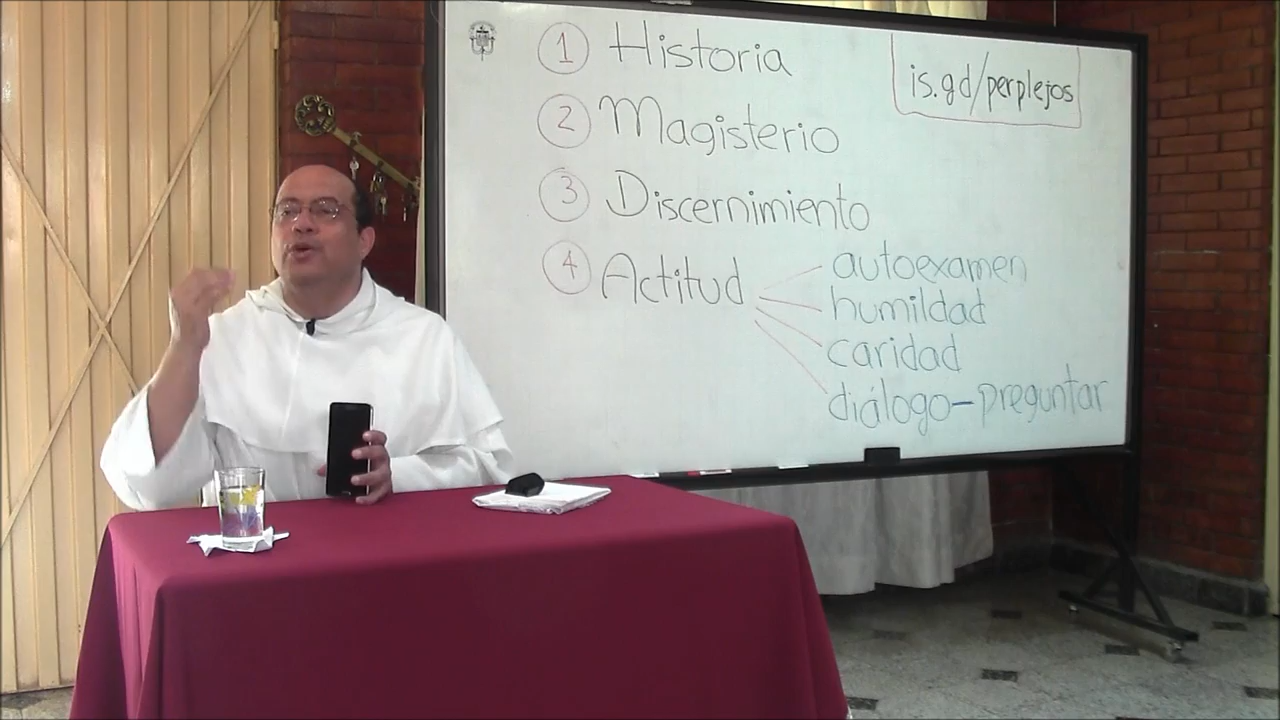 1 Historia
is.gd/perplejos
2 Magisterio
3 Discernimiento
4 Actitud
autoexamen
humildad
caridad
diálogo-preguntar